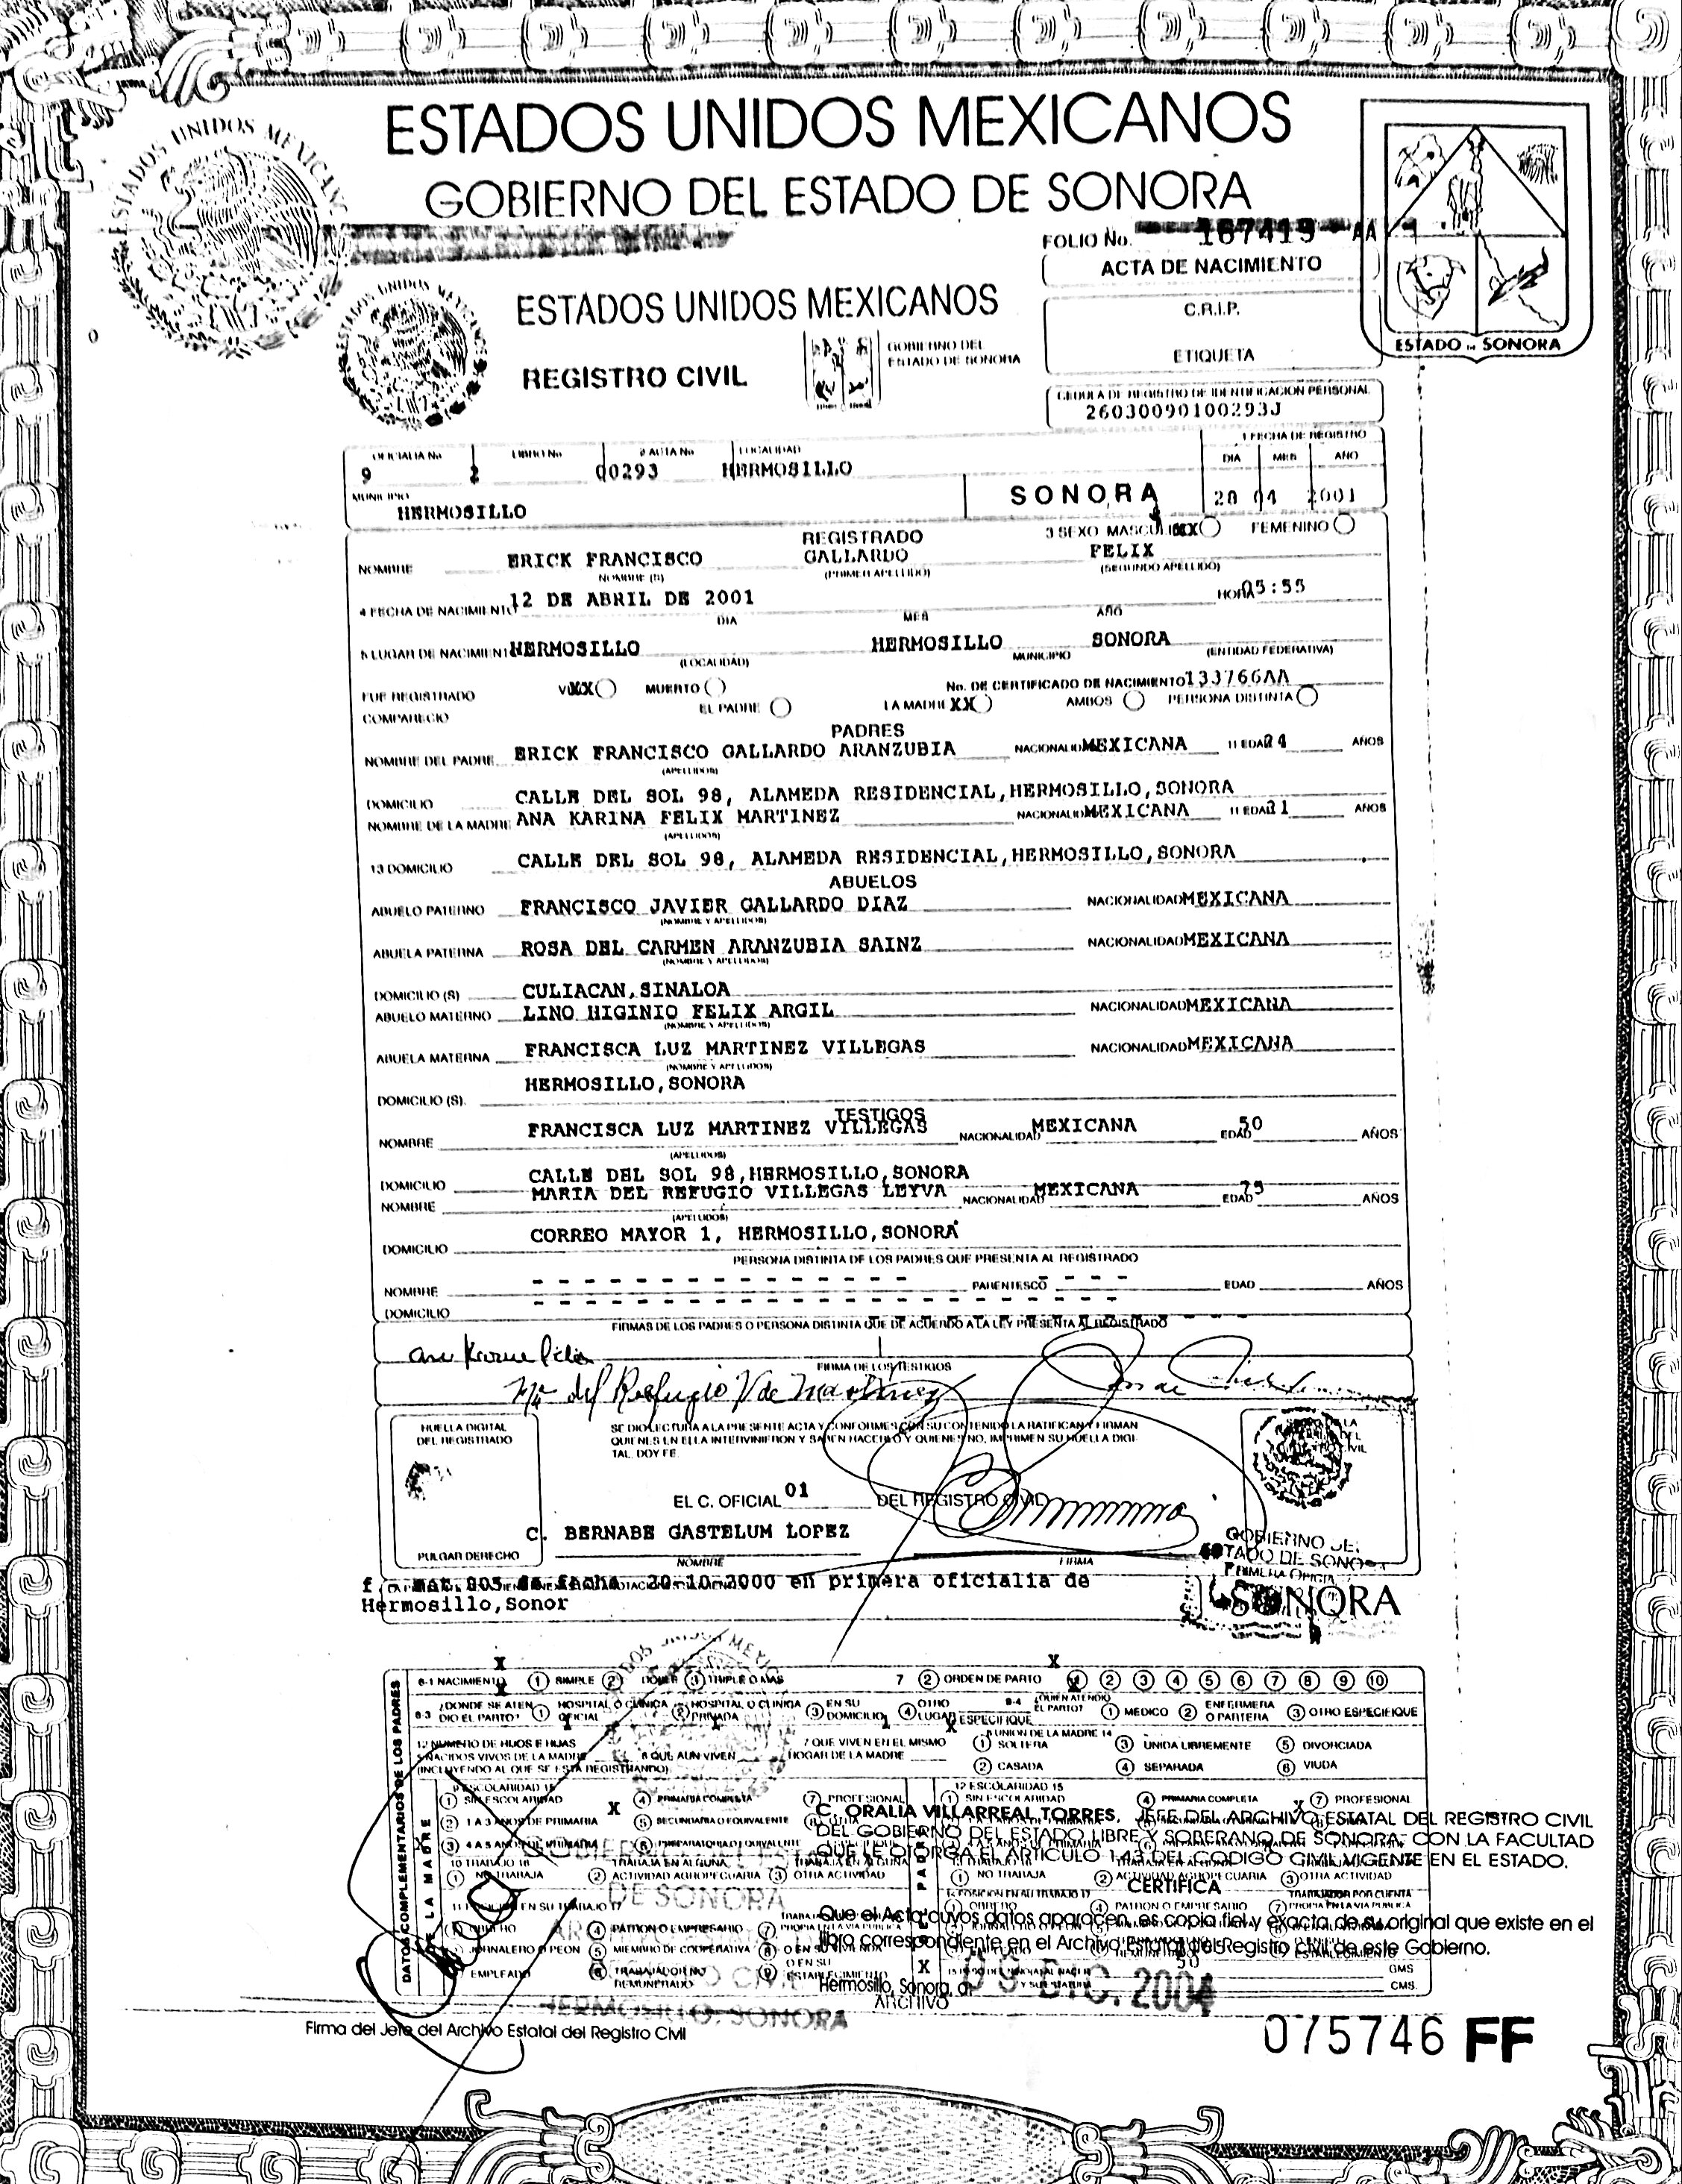 ESTADOS UNIDOS MEXICANOS
GOBIERNO DEL ESTADO DE SONORA
FOLIO No. 167413 AA
ACTA DE NACIMIENTO
ESTADOS UNIDOS MEXICANOS
C.R.I.P.
GOBIERNO DEL
ESTADO DE SONORA
ETIQUETA
ESTADO DE SONORA
REGISTRO CIVIL
CEDULA DE REGISTRO DE IDENTIFICACION PERSONAL
26030090100293J
OFICIALIA No. LIBRO No. 2 ACTA No. LOCALIDAD 1 FECHA DE REGISTRO
DIA MES AÑO
9 2 00293 HERMOSILLO
MUNICIPIO
HERMOSILLO SONORA 28 04 2001
REGISTRADO 3 SEXO MASCULINO XX FEMENINO
NOMBRE ERICK FRANCISCO GALLARDO FELIX
NOMBRE (S) (PRIMER APELLIDO) (SEGUNDO APELLIDO)
4 FECHA DE NACIMIENTO 12 DE ABRIL DE 2001 HORA 05:55
DIA MES AÑO
5 LUGAR DE NACIMIENTO HERMOSILLO HERMOSILLO SONORA
(LOCALIDAD) MUNICIPIO (ENTIDAD FEDERATIVA)
FUE REGISTRADO VIVO XX MUERTO No. DE CERTIFICADO DE NACIMIENTO 133766AA
COMPARECIO EL PADRE LA MADRE XX AMBOS PERSONA DISTINTA
PADRES
NOMBRE DEL PADRE ERICK FRANCISCO GALLARDO ARANZUBIA NACIONALIDAD MEXICANA 11 EDAD 24 AÑOS
(APELLIDOS)
DOMICILIO CALLE DEL SOL 98, ALAMEDA RESIDENCIAL,HERMOSILLO,SONORA
NOMBRE DE LA MADRE ANA KARINA FELIX MARTINEZ NACIONALIDAD MEXICANA 11 EDAD 21 AÑOS
(APELLIDOS)
13 DOMICILIO CALLE DEL SOL 98, ALAMEDA RESIDENCIAL,HERMOSILLO,SONORA
ABUELOS
ABUELO PATERNO FRANCISCO JAVIER GALLARDO DIAZ NACIONALIDAD MEXICANA
(NOMBRE Y APELLIDOS)
ABUELA PATERNA ROSA DEL CARMEN ARANZUBIA SAINZ NACIONALIDAD MEXICANA
(NOMBRE Y APELLIDOS)
DOMICILIO (S) CULIACAN,SINALOA
ABUELO MATERNO LINO HIGINIO FELIX ARGIL NACIONALIDAD MEXICANA
(NOMBRE Y APELLIDOS)
ABUELA MATERNA FRANCISCA LUZ MARTINEZ VILLEGAS NACIONALIDAD MEXICANA
(NOMBRE Y APELLIDOS)
DOMICILIO (S). HERMOSILLO,SONORA
TESTIGOS
NOMBRE FRANCISCA LUZ MARTINEZ VILLEGAS NACIONALIDAD MEXICANA EDAD 50 AÑOS
(APELLIDOS)
DOMICILIO CALLE DEL SOL 98,HERMOSILLO,SONORA
NOMBRE MARIA DEL REFUGIO VILLEGAS LEYVA NACIONALIDAD MEXICANA EDAD 75 AÑOS
(APELLIDOS)
DOMICILIO CORREO MAYOR 1, HERMOSILLO,SONORA
PERSONA DISTINTA DE LOS PADRES QUE PRESENTA AL REGISTRADO
NOMBRE PARENTESCO EDAD AÑOS
DOMICILIO
FIRMAS DE LOS PADRES O PERSONA DISTINTA QUE DE ACUERDO A LA LEY PRESENTA AL REGISTRADO
FIRMA DE LOS TESTIGOS
Ma del Refugio V de Martinez
HUELLA DIGITAL
DEL REGISTRADO
SE DIO LECTURA A LA PRESENTE ACTA Y CONFORMES CON SU CONTENIDO LA RATIFICAN Y FIRMAN
QUIENES EN ELLA INTERVINIERON Y SABEN HACERLO Y QUIENES NO, IMPRIMEN SU HUELLA DIGI-
TAL. DOY FE.
EL C. OFICIAL 01 DEL REGISTRO CIVIL
C. BERNABE GASTELUM LOPEZ
PULGAR DERECHO NOMBRE FIRMA
GOBIERNO DEL
ESTADO DE SONORA
PRIMERA OFICIALIA
SONORA
mat. 805 de fecha 20-10-2000 en primera oficialia de
Hermosillo,Sonor
DATOS COMPLEMENTARIOS DE LOS PADRES
6-1 NACIMIENTO 1 SIMPLE 2 DOBLE 3 TRIPLE O MAS 7 2 ORDEN DE PARTO 1 2 3 4 5 6 7 8 9 10
6-3 ¿DONDE SE ATENDIO EL PARTO? 1 HOSPITAL O CLINICA OFICIAL 2 HOSPITAL O CLINICA PRIVADA 3 EN SU DOMICILIO 4 OTRO LUGAR ESPECIFIQUE 9-4 ¿QUIEN ATENDIO EL PARTO? 1 MEDICO 2 ENFERMERA O PARTERA 3 OTRO ESPECIFIQUE
12 NUMERO DE HIJOS E HIJAS NACIDOS VIVOS DE LA MADRE (INCLUYENDO AL QUE SE ESTA REGISTRANDO) 6 QUE AUN VIVEN 7 QUE VIVEN EN EL MISMO HOGAR DE LA MADRE
UNION DE LA MADRE 14 1 SOLTERA 3 UNIDA LIBREMENTE 5 DIVORCIADA
2 CASADA 4 SEPARADA 6 VIUDA
DE LA MADRE
ESCOLARIDAD 15 12 ESCOLARIDAD 15
1 SIN ESCOLARIDAD 4 PRIMARIA COMPLETA 7 PROFESIONAL 1 SIN ESCOLARIDAD 4 PRIMARIA COMPLETA 7 PROFESIONAL
2 1 A 3 AÑOS DE PRIMARIA 5 SECUNDARIA O EQUIVALENTE
3 4 A 5 AÑOS DE PRIMARIA 6 PREPARATORIA O EQUIVALENTE
C. ORALIA VILLARREAL TORRES, JEFE DEL ARCHIVO ESTATAL DEL REGISTRO CIVIL
DEL GOBIERNO DEL ESTADO LIBRE Y SOBERANO DE SONORA, CON LA FACULTAD
QUE LE OTORGA EL ARTICULO 143 DEL CODIGO CIVIL VIGENTE EN EL ESTADO.
10 TRABAJO 16
1 NO TRABAJA 2 ACTIVIDAD AGROPECUARIA 3 OTRA ACTIVIDAD 1 NO TRABAJA 2 ACTIVIDAD AGROPECUARIA 3 OTRA ACTIVIDAD
CERTIFICA
Que el Acta cuyos datos aparecen, es copia fiel y exacta de su original que existe en el
libro correspondiente en el Archivo Estatal del Registro Civil de este Gobierno.
1 OBRERO 4 PATRON O EMPRESARIO
JORNALERO O PEON 5 MIEMBRO DE COOPERATIVA
EMPLEADO 6 TRABAJADOR NO REMUNERADO
GMS
CMS.
Hermosillo, Sonora, a 09 DIC. 2004
ARCHIVO
DE SONORA
HERMOSILLO, SONORA
Firma del Jefe del Archivo Estatal del Registro Civil
075746 FF